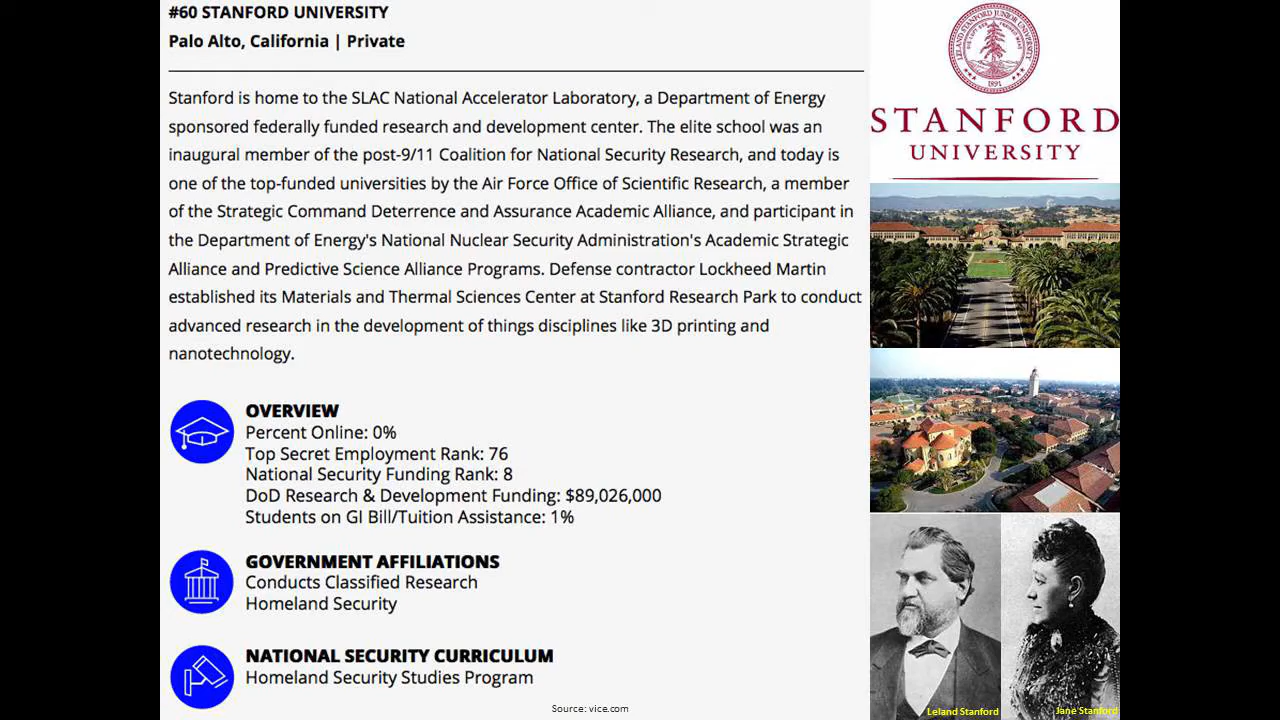 #60 STANFORD UNIVERSITY
Palo Alto, California | Private
Stanford is home to the SLAC National Accelerator Laboratory, a Department of Energy
sponsored federally funded research and development center. The elite school was an
inaugural member of the post-9/11 Coalition for National Security Research, and today is
one of the top-funded universities by the Air Force Office of Scientific Research, a member
of the Strategic Command Deterrence and Assurance Academic Alliance, and participant in
the Department of Energy's National Nuclear Security Administration's Academic Strategic
Alliance and Predictive Science Alliance Programs. Defense contractor Lockheed Martin
established its Materials and Thermal Sciences Center at Stanford Research Park to conduct
advanced research in the development of things disciplines like 3D printing and
nanotechnology.
OVERVIEW
Percent Online: 0%
Top Secret Employment Rank: 76
National Security Funding Rank: 8
DoD Research & Development Funding: $89,026,000
Students on GI Bill/Tuition Assistance: 1%
GOVERNMENT AFFILIATIONS
Conducts Classified Research
Homeland Security
NATIONAL SECURITY CURRICULUM
Homeland Security Studies Program
Source: vice.com
LELAND STANFORD JUNIOR UNIVERSITY
1891
STANFORD
UNIVERSITY
Leland Stanford
Jane Stanford